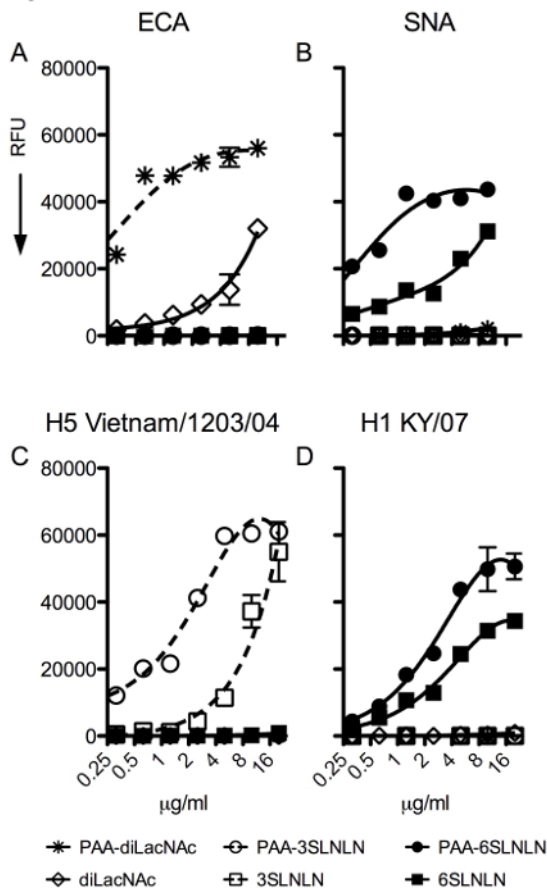 ECA SNA
A B
80000
60000
40000
20000
0
RFU
H5 Vietnam/1203/04 H1 KY/07
C D
80000
60000
40000
20000
0
0.25 0.5 1 2 4 8 16 0.25 0.5 1 2 4 8 16
µg/ml µg/ml
PAA-diLacNAc PAA-3SLNLN PAA-6SLNLN
diLacNAc 3SLNLN 6SLNLN